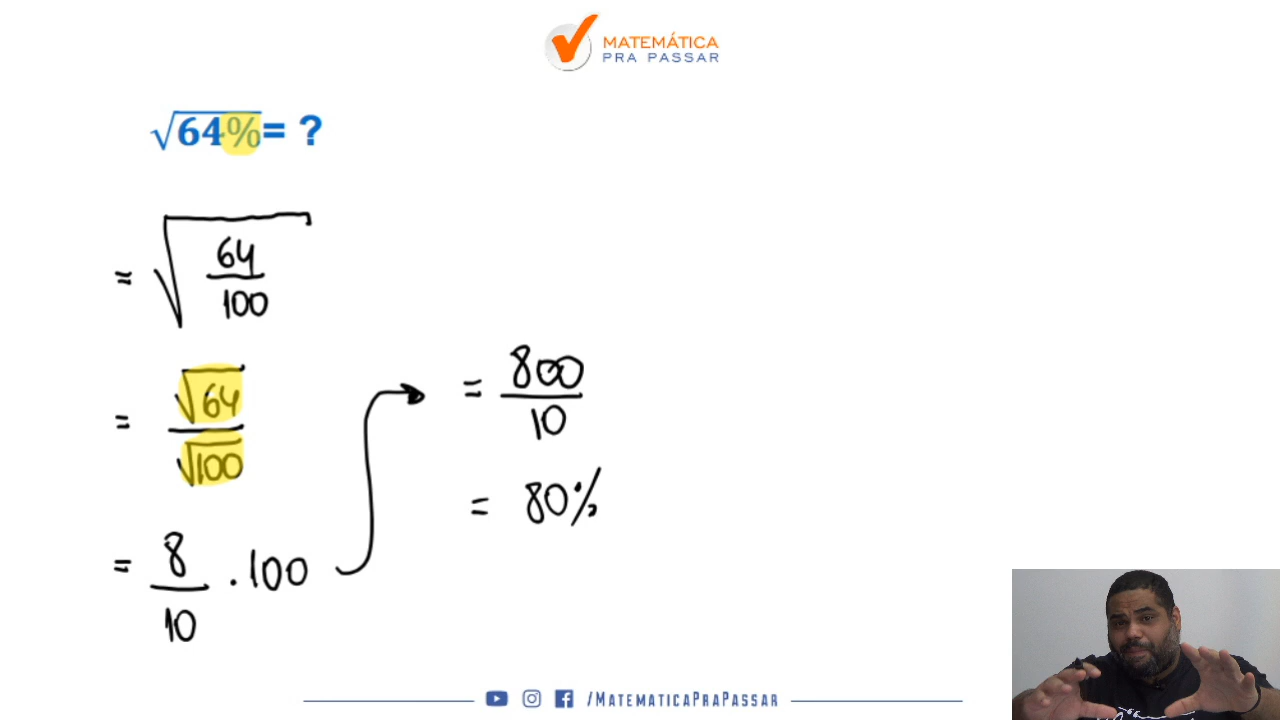 MATEMÁTICA
PRA PASSAR
√64% = ?
= √(64/100)
= √64/√100
= 8/10 . 100
= 800/10
= 80%
/MATEMATICAPRAPASSAR